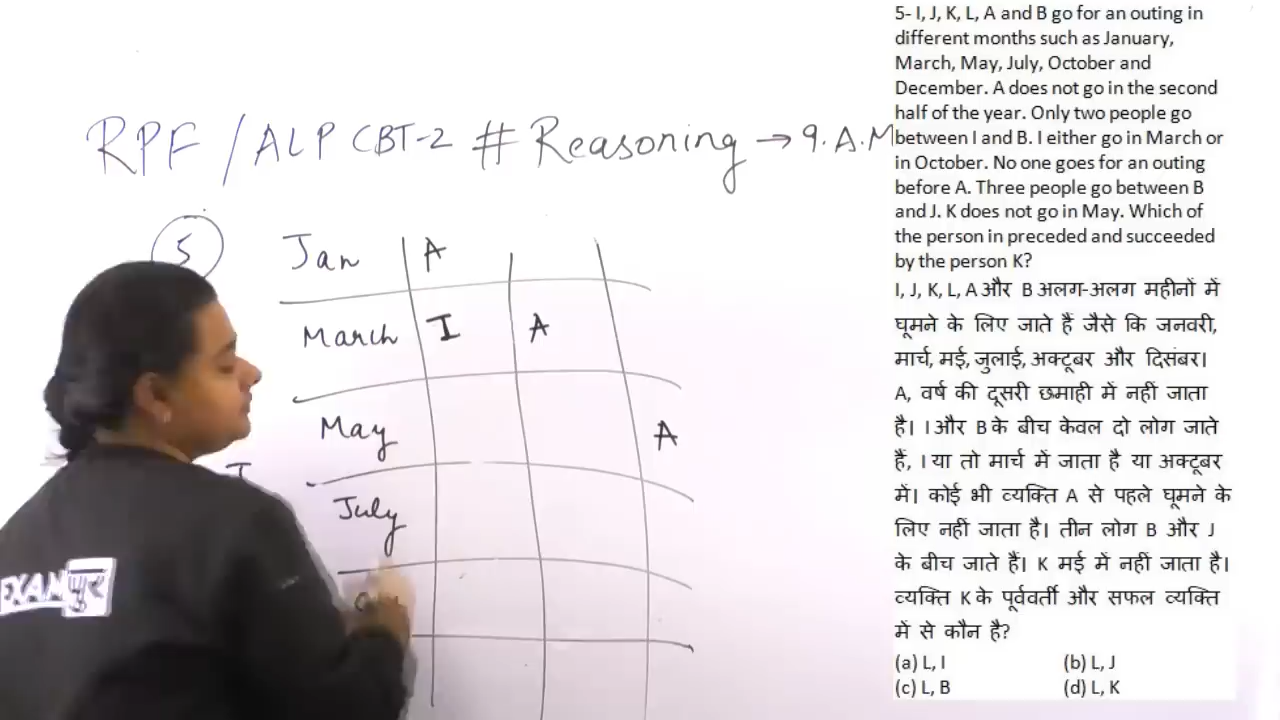 5- I, J, K, L, A and B go for an outing in
different months such as January,
March, May, July, October and
December. A does not go in the second
half of the year. Only two people go
between I and B. I either go in March or
in October. No one goes for an outing
before A. Three people go between B
and J. K does not go in May. Which of
the person in preceded and succeeded
by the person K?
I, J, K, L, A और B अलग-अलग महीनों में
घूमने के लिए जाते हैं जैसे कि जनवरी,
मार्च, मई, जुलाई, अक्टूबर और दिसंबर।
A, वर्ष की दूसरी छमाही में नहीं जाता
है। I और B के बीच केवल दो लोग जाते
हैं, I या तो मार्च में जाता है या अक्टूबर
में। कोई भी व्यक्ति A से पहले घूमने के
लिए नहीं जाता है। तीन लोग B और J
के बीच जाते हैं। K मई में नहीं जाता है।
व्यक्ति K के पूर्ववर्ती और सफल व्यक्ति
में से कौन है?
(a) L, I (b) L, J
(c) L, B (d) L, K
RPF / ALP CBT-2 # Reasoning → 9. A.M
5
Jan A
March I A
May A
July
EXAMपुर